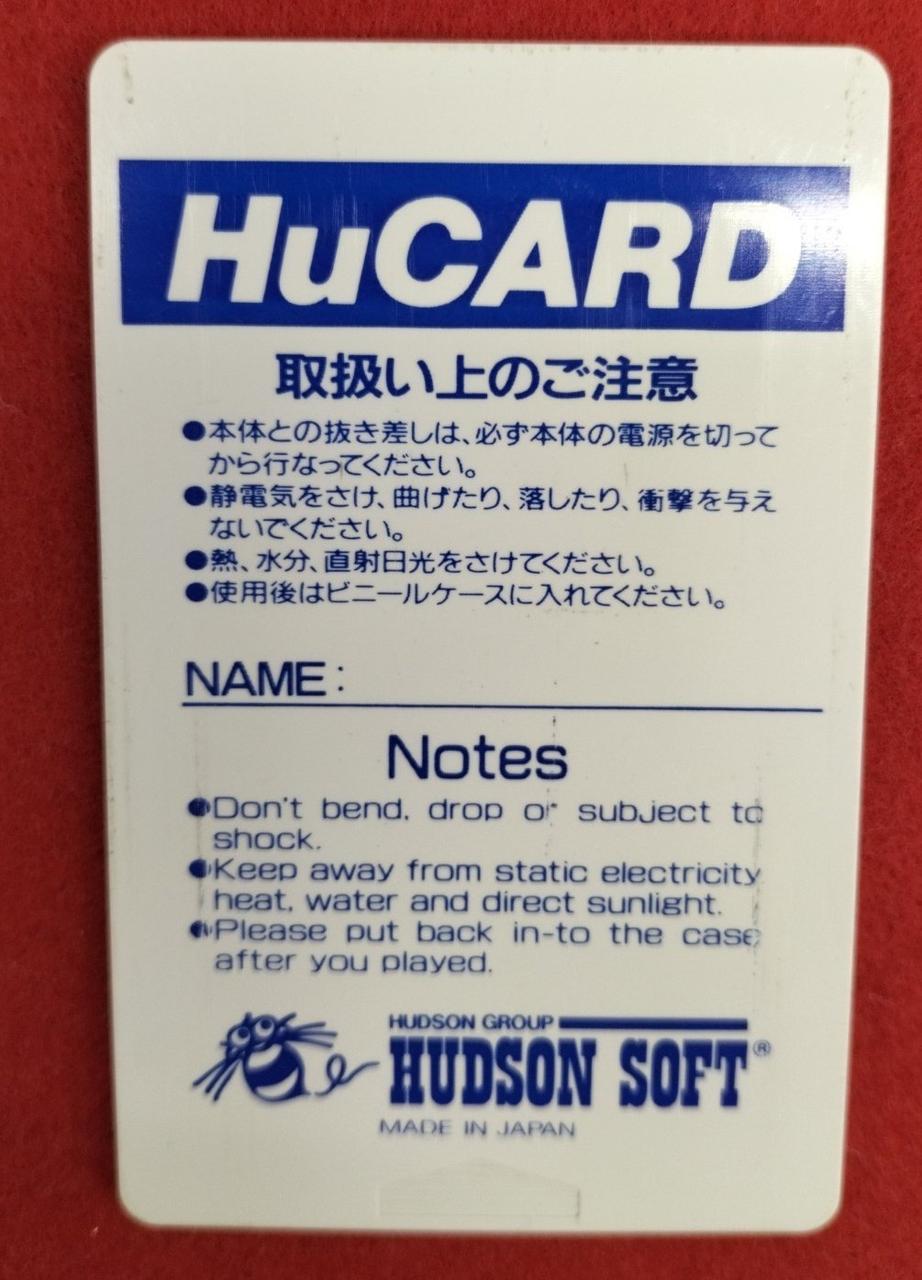 HuCARD
取扱い上のご注意
●本体との抜き差しは、必ず本体の電源を切って
から行なってください。
●静電気をさけ、曲げたり、落したり、衝撃を与え
ないでください。
●熱、水分、直射日光をさけてください。
●使用後はビニールケースに入れてください。
NAME:
Notes
●Don't bend, drop or subject to
shock.
●Keep away from static electricity
heat, water and direct sunlight.
●Please put back in-to the case
after you played.
HUDSON GROUP
HUDSON SOFT®
MADE IN JAPAN